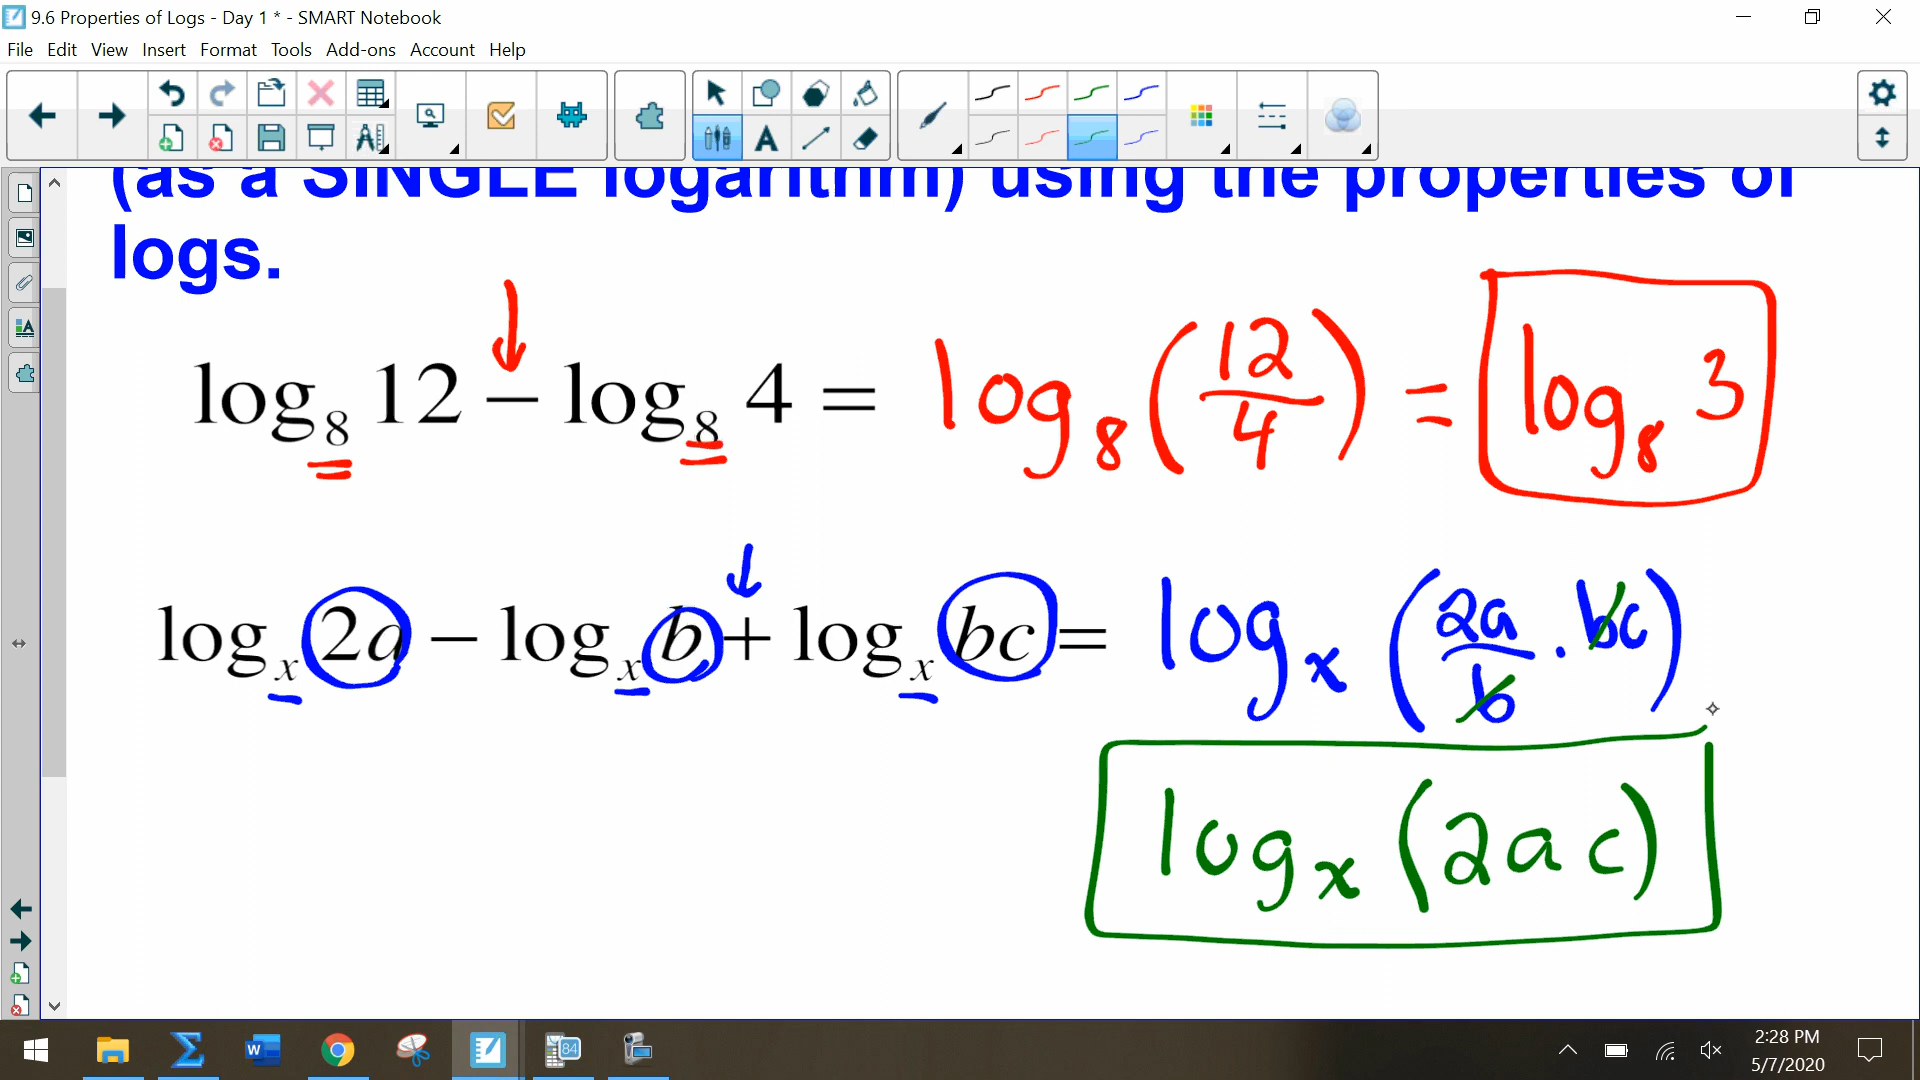 9.6 Properties of Logs - Day 1 * - SMART Notebook
File Edit View Insert Format Tools Add-ons Account Help
(as a SINGLE logarithm) using the properties of
logs.
log₈ 12 − log₈ 4 = log₈ (12/4) = log₈ 3
logₓ 2a − logₓ b + logₓ bc = logₓ (2a/b · bc)
logₓ (2ac)
2:28 PM
5/7/2020